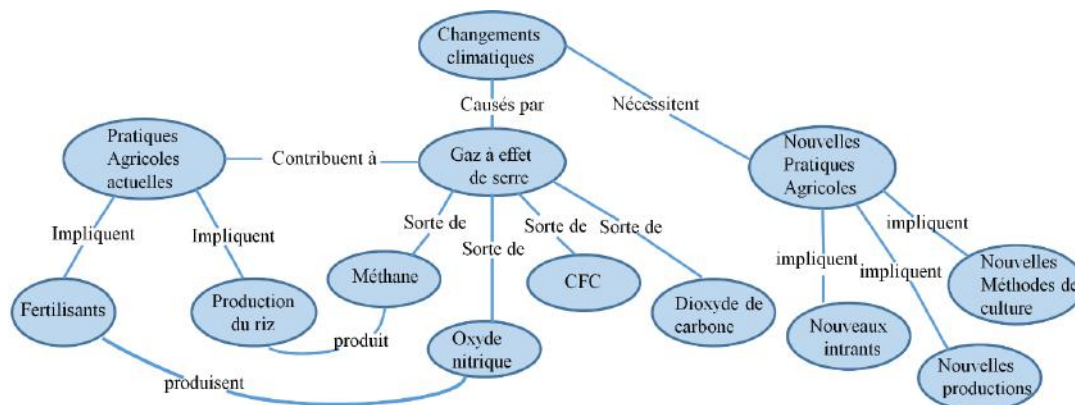 Changements
climatiques
Causés par
Nécessitent
Pratiques
Agricoles
actuelles
Contribuent à
Gaz à effet
de serre
Nouvelles
Pratiques
Agricoles
Impliquent
Impliquent
Sorte de
Sorte de
Sorte de
Sorte de
impliquent
impliquent
impliquent
Fertilisants
Production
du riz
Méthane
CFC
Dioxyde de
carbone
Nouvelles
Méthodes de
culture
produit
Oxyde
nitrique
Nouveaux
intrants
Nouvelles
productions
produisent